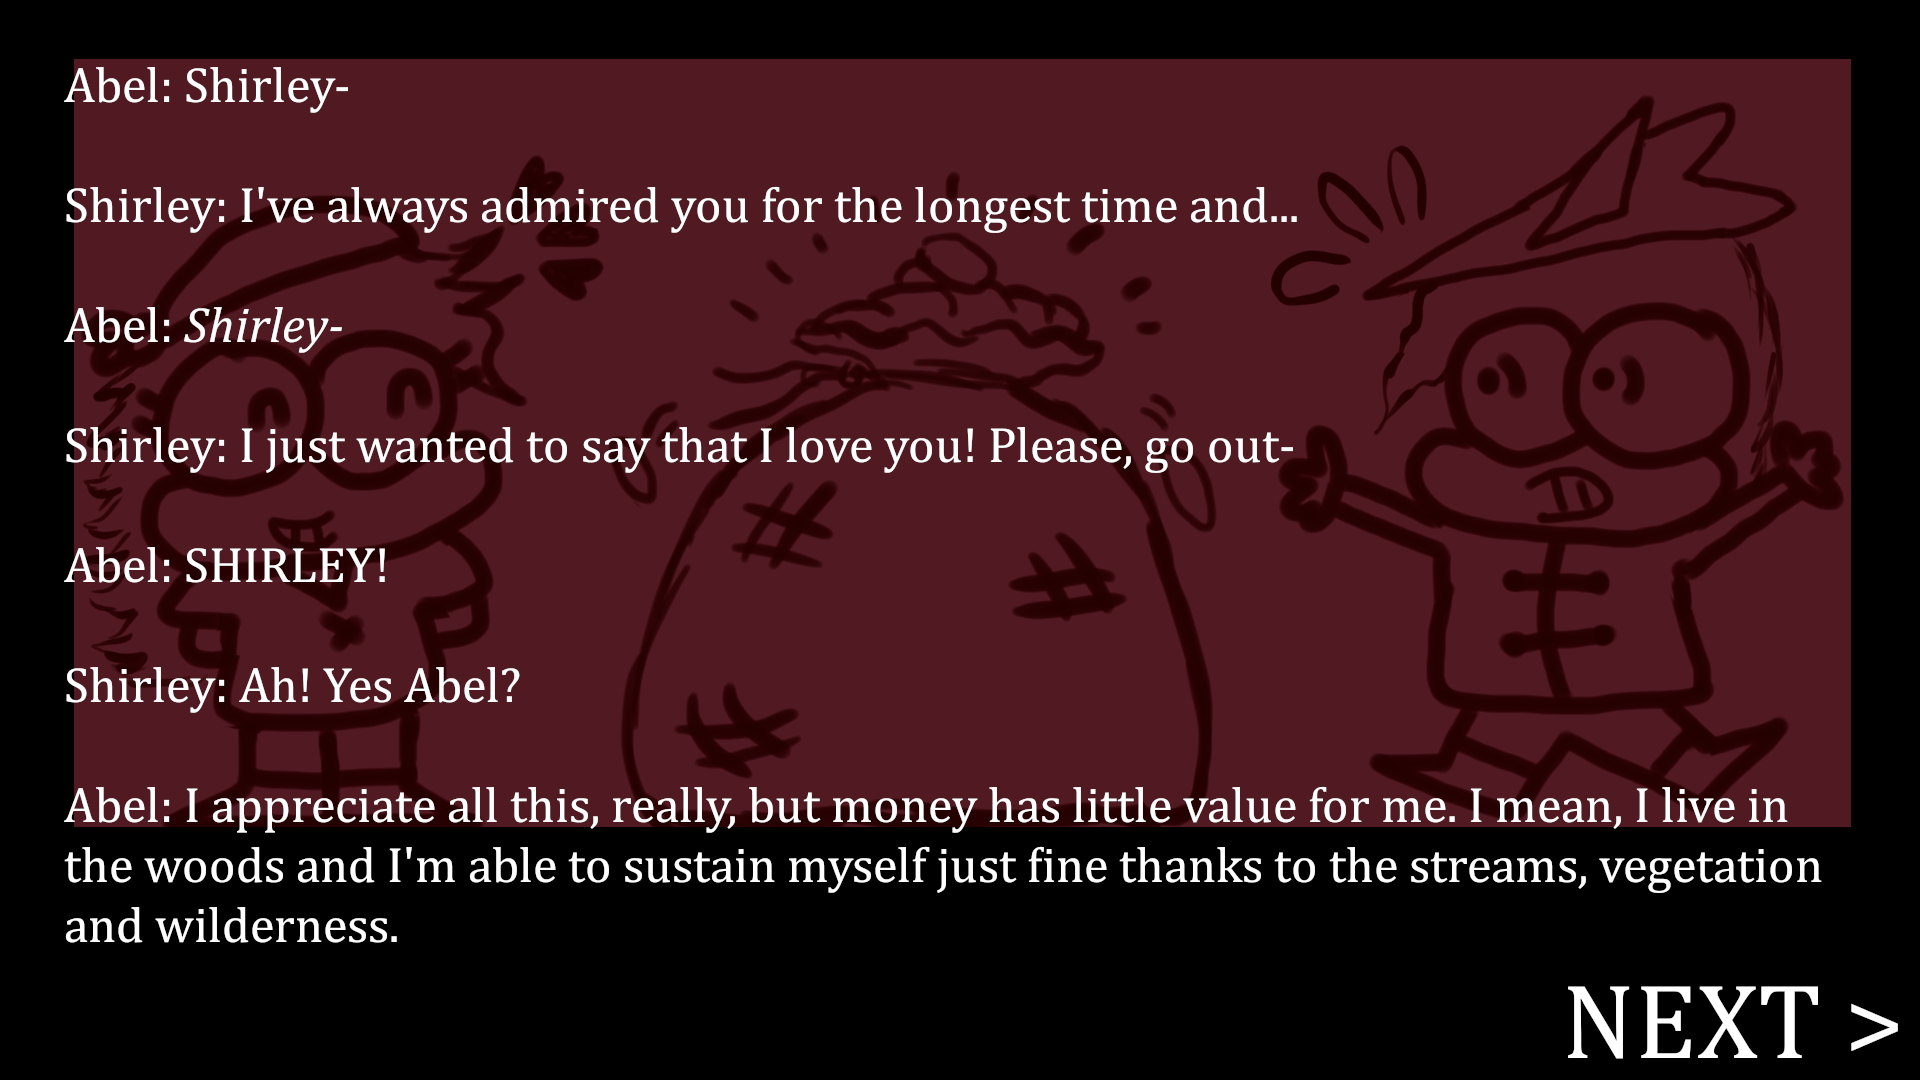 Abel: Shirley-
Shirley: I've always admired you for the longest time and...
Abel: Shirley-
Shirley: I just wanted to say that I love you! Please, go out-
Abel: SHIRLEY!
Shirley: Ah! Yes Abel?
Abel: I appreciate all this, really, but money has little value for me. I mean, I live in
the woods and I'm able to sustain myself just fine thanks to the streams, vegetation
and wilderness.
NEXT >